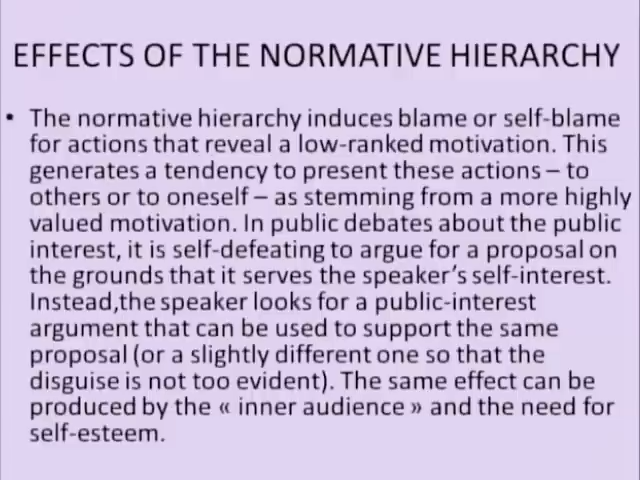 EFFECTS OF THE NORMATIVE HIERARCHY
• The normative hierarchy induces blame or self-blame
for actions that reveal a low-ranked motivation. This
generates a tendency to present these actions – to
others or to oneself – as stemming from a more highly
valued motivation. In public debates about the public
interest, it is self-defeating to argue for a proposal on
the grounds that it serves the speaker's self-interest.
Instead,the speaker looks for a public-interest
argument that can be used to support the same
proposal (or a slightly different one so that the
disguise is not too evident). The same effect can be
produced by the « inner audience » and the need for
self-esteem.